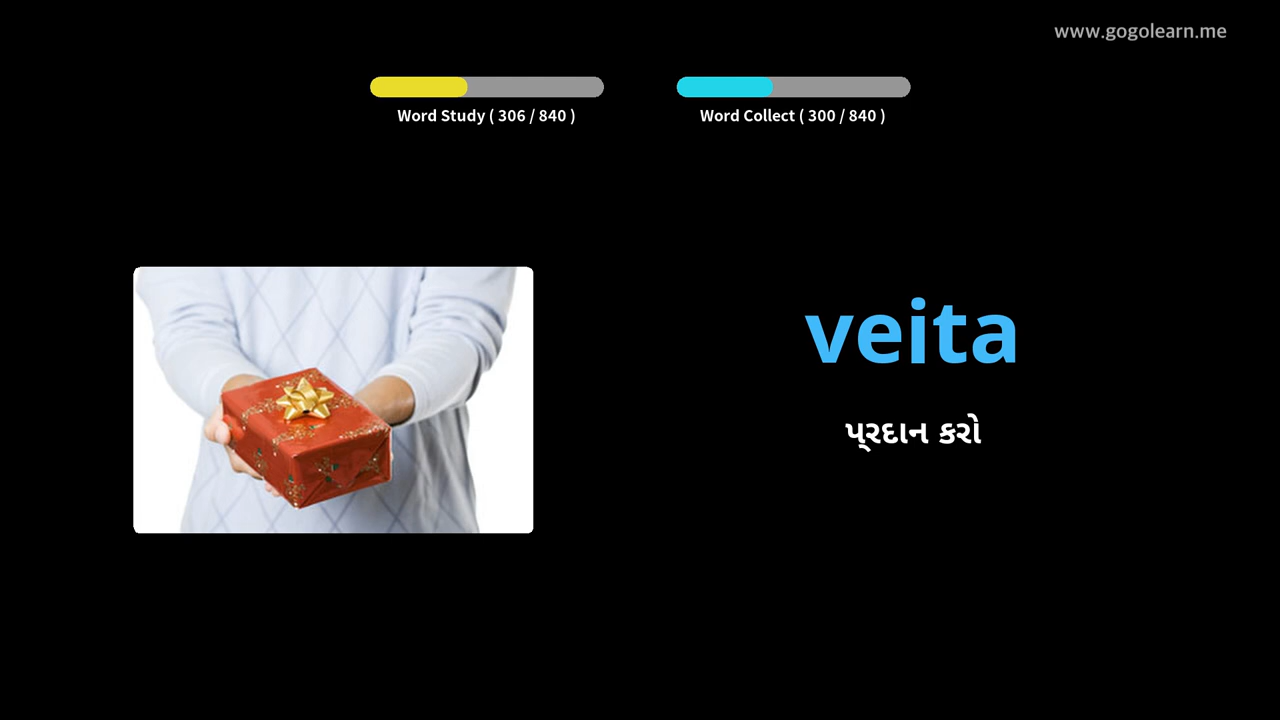 www.gogolearn.me
Word Study ( 306 / 840 )
Word Collect ( 300 / 840 )
veita
પ્રદાન કરો